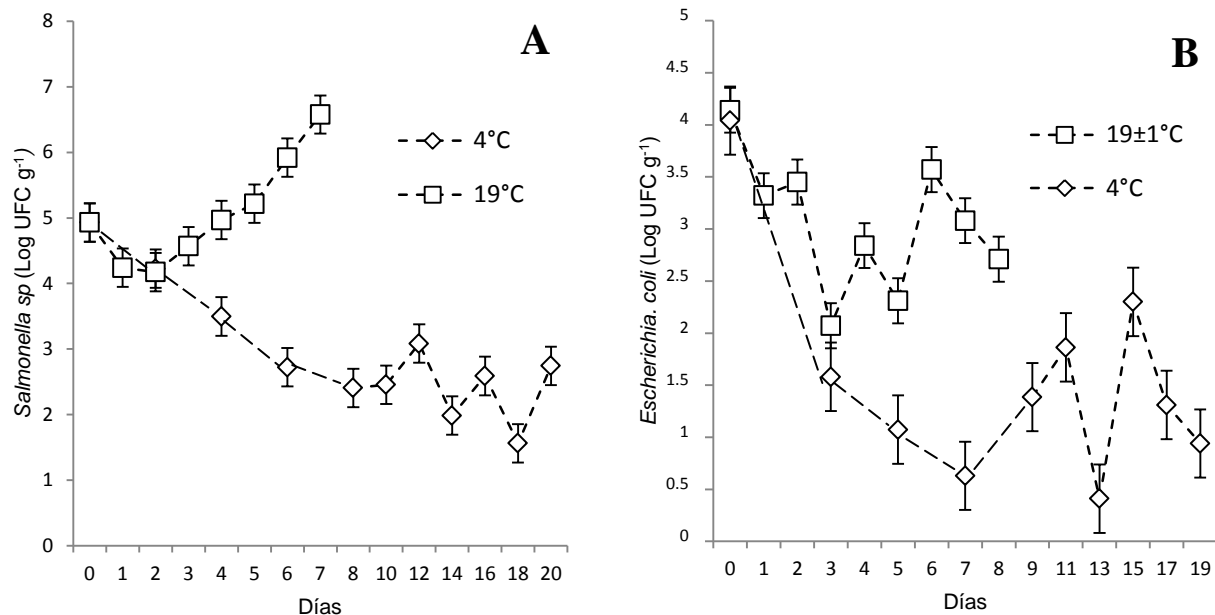 A
Salmonella sp (Log UFC g-1)
8
7
6
5
4
3
2
1
0
4°C
19°C
0 1 2 3 4 5 6 7 8 10 12 14 16 18 20
Días
B
Escherichia. coli (Log UFC g-1)
5
4.5
4
3.5
3
2.5
2
1.5
1
0.5
0
19±1°C
4°C
0 1 2 3 4 5 6 7 8 9 11 13 15 17 19
Días